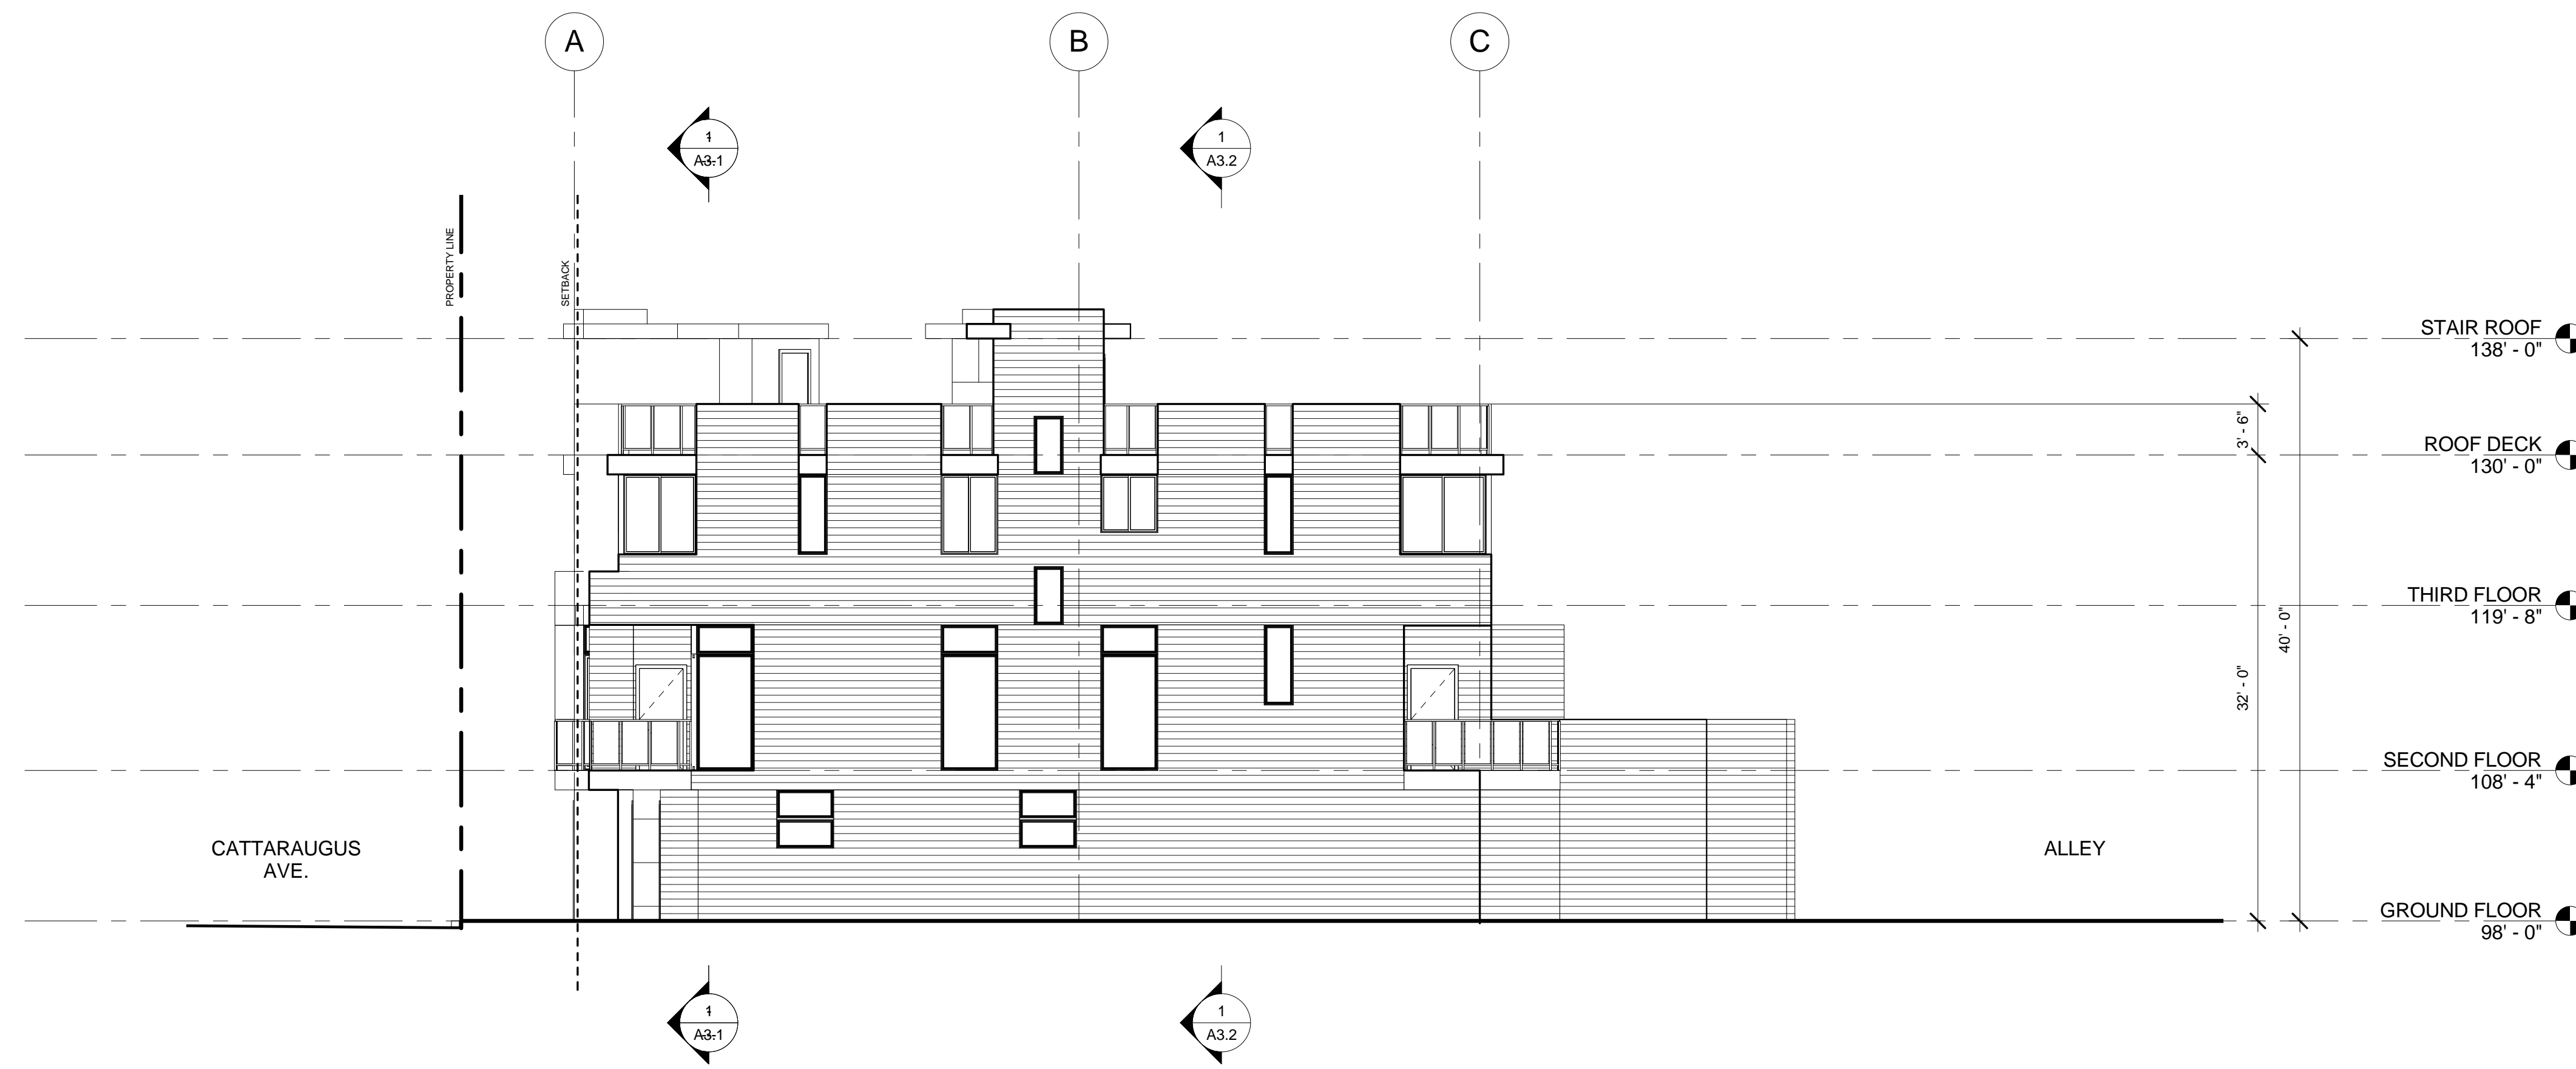 A
B
C
1
A3.1
1
A3.2
PROPERTY LINE
SETBACK
STAIR ROOF
138' - 0"
3' - 6"
ROOF DECK
130' - 0"
THIRD FLOOR
119' - 8"
40' - 0"
32' - 0"
SECOND FLOOR
108' - 4"
CATTARAUGUS
AVE.
ALLEY
GROUND FLOOR
98' - 0"
1
A3.1
1
A3.2